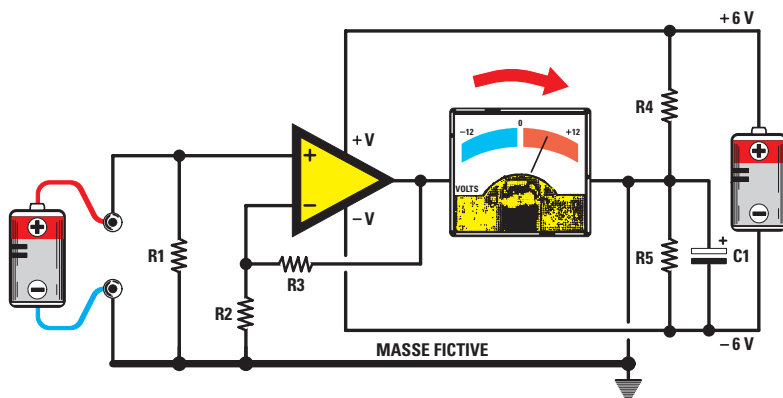 + 6 V
R4
−12
0
+12
VOLTS
+ V
+
−
− V
R1
R3
R2
R5
+
C1
− 6 V
MASSE FICTIVE